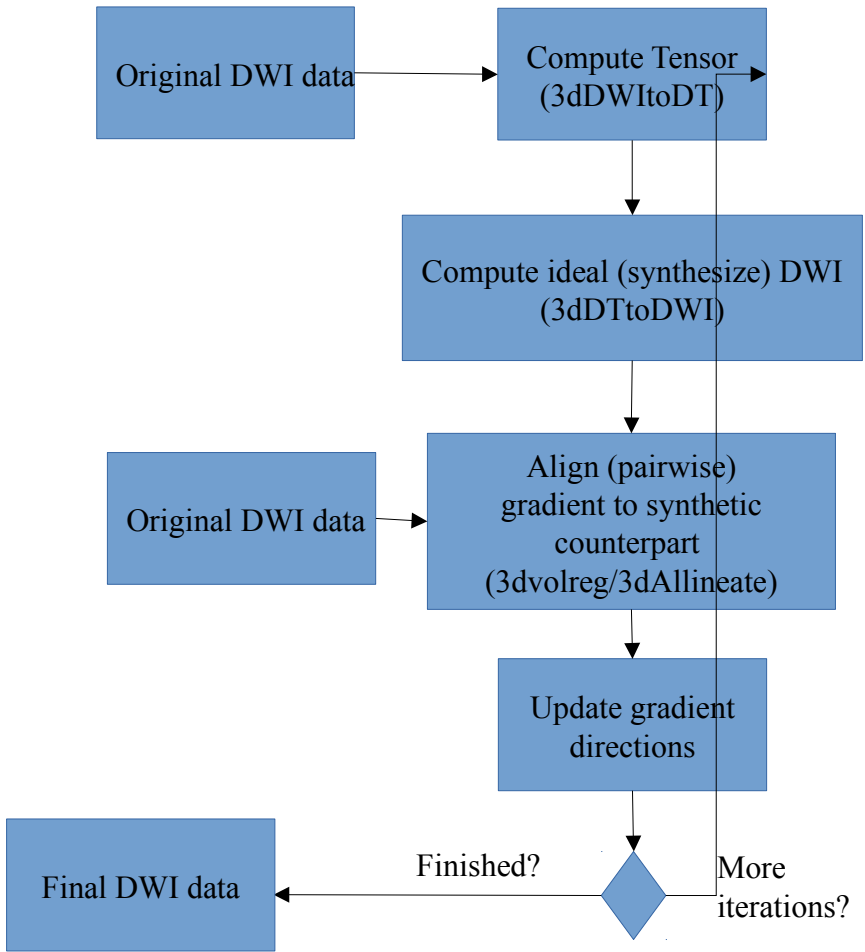 Original DWI data
Compute Tensor
(3dDWItoDT)
Compute ideal (synthesize) DWI
(3dDTtoDWI)
Align (pairwise)
gradient to synthetic
counterpart
(3dvolreg/3dAllineate)
Original DWI data
Update gradient
directions
Finished?
More
iterations?
Final DWI data